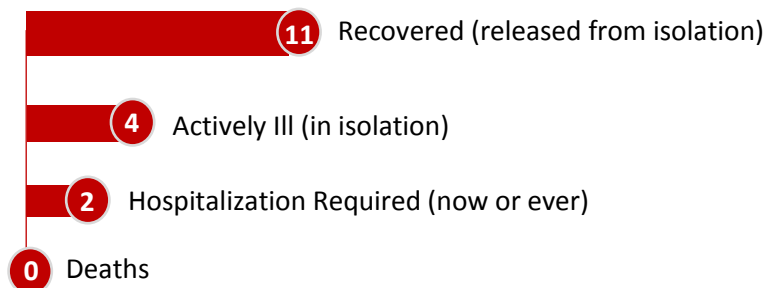 11 Recovered (released from isolation)
4 Actively Ill (in isolation)
2 Hospitalization Required (now or ever)
0 Deaths